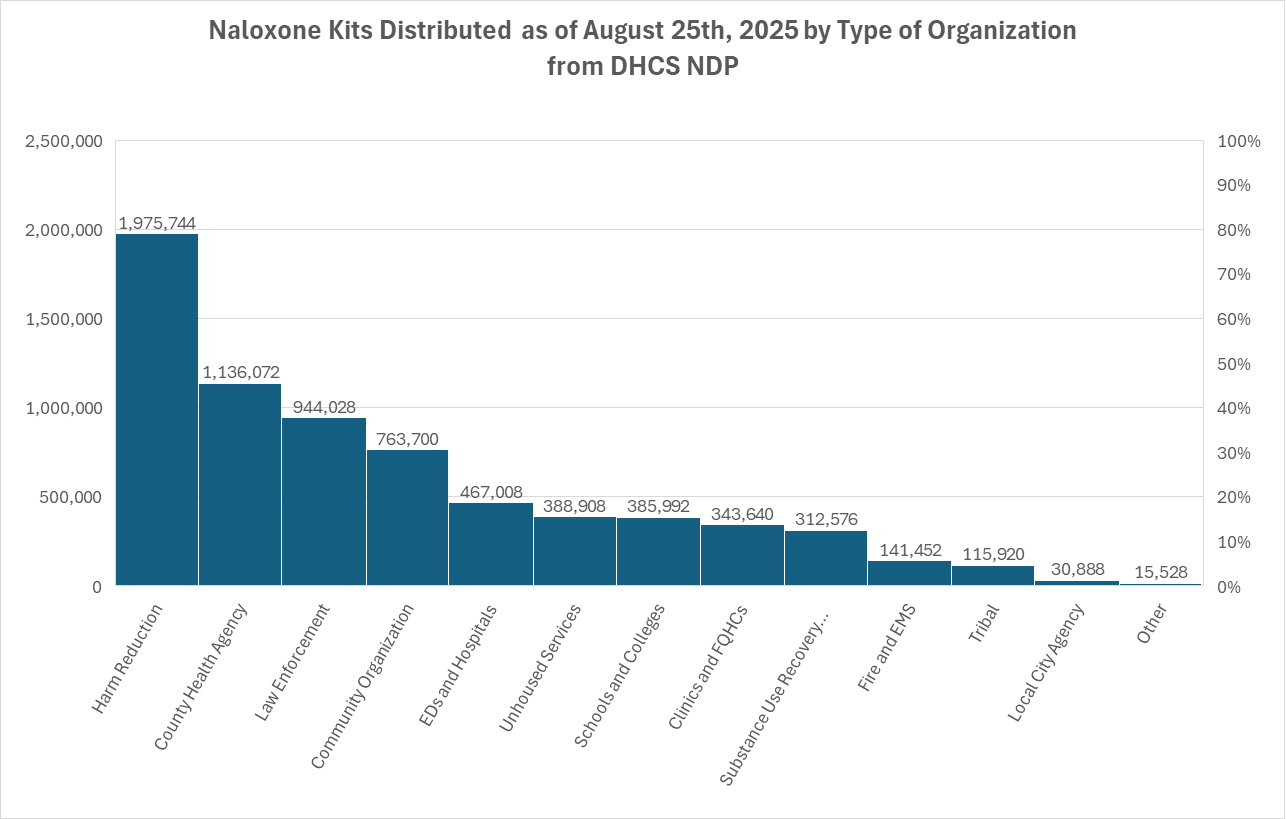 Naloxone Kits Distributed as of August 25th, 2025 by Type of Organization
from DHCS NDP
2,500,000
2,000,000
1,500,000
1,000,000
500,000
0
100%
90%
80%
70%
60%
50%
40%
30%
20%
10%
0%
1,975,744
1,136,072
944,028
763,700
467,008
388,908
385,992
343,640
312,576
141,452
115,920
30,888
15,528
Harm Reduction
County Health Agency
Law Enforcement
Community Organization
EDs and Hospitals
Unhoused Services
Schools and Colleges
Clinics and FQHCs
Substance Use Recovery...
Fire and EMS
Tribal
Local City Agency
Other